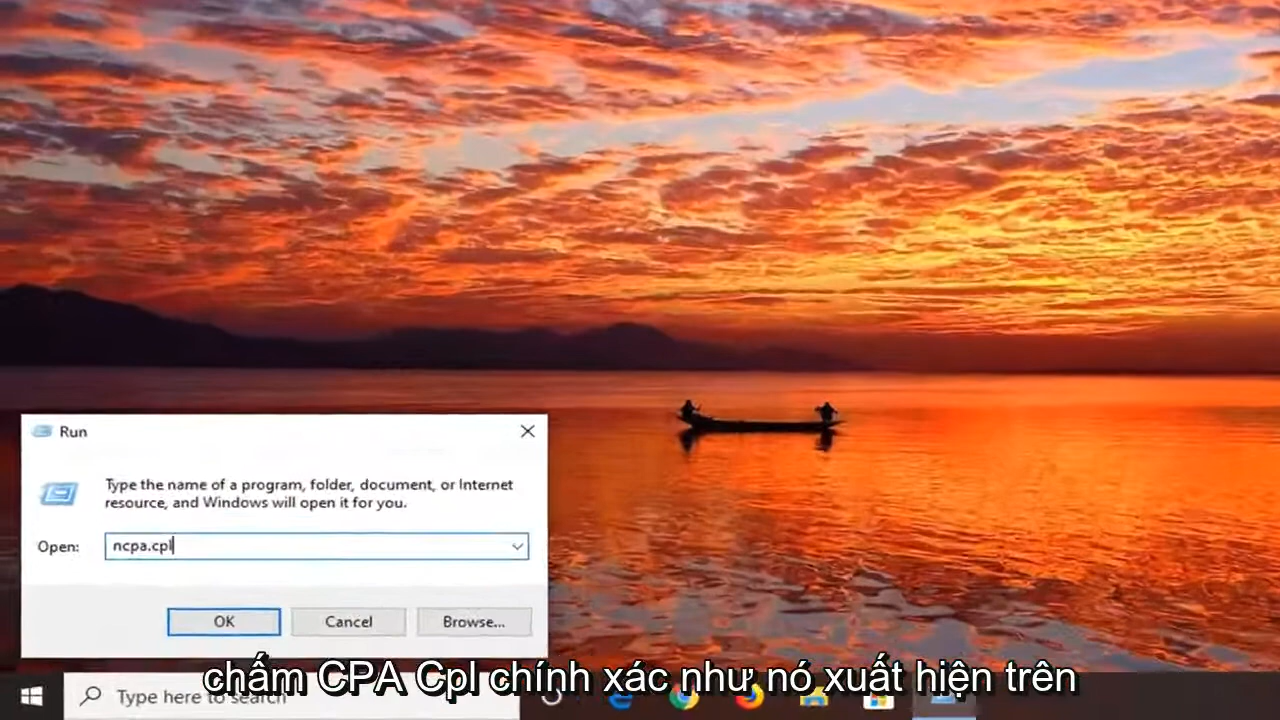 Run
Type the name of a program, folder, document, or Internet
resource, and Windows will open it for you.
Open: ncpa.cpl
OK Cancel Browse...
chấm CPA Cpl chính xác như nó xuất hiện trên
Type here to search